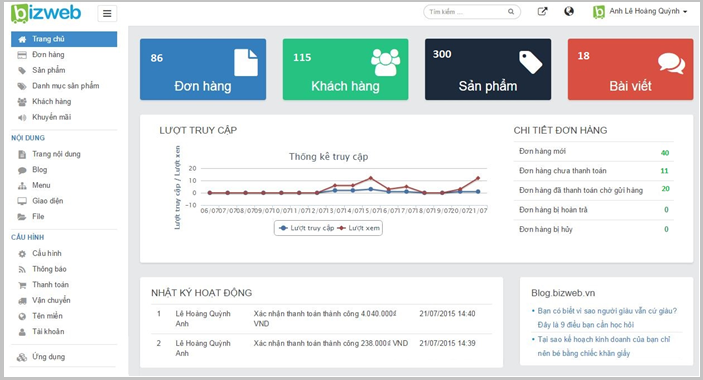 bizweb
Tìm kiếm ...
Anh Lê Hoáng Quỳnh
Trang chủ
Đơn hàng
Sản phẩm
Danh mục sản phẩm
Khách hàng
Khuyến mãi
NỘI DUNG
Trang nội dung
Blog
Menu
Giao diện
File
CẤU HÌNH
Cấu hình
Thông báo
Thanh toán
Vận chuyển
Tên miền
Tài khoản
Ứng dụng
86
Đơn hàng
115
Khách hàng
300
Sản phẩm
18
Bài viết
LƯỢT TRUY CẬP
Thống kê truy cập
Lượt truy cập / Lượt xem
20
10
0
-10
06/07 07/07 08/07 09/07 10/07 11/07 12/07 13/07 14/07 15/07 16/07 17/07 18/07 19/07 20/07 21/07
Lượt truy cập Lượt xem
CHI TIẾT ĐƠN HÀNG
Đơn hàng mới 40
Đơn hàng chưa thanh toán 11
Đơn hàng đã thanh toán chờ gửi hàng 20
Đơn hàng bị hoàn trả 0
Đơn hàng bị hủy 0
NHẬT KÝ HOẠT ĐỘNG
1 Lê Hoáng Quỳnh Anh Xác nhận thanh toán thành công 4.040.000₫ VND 21/07/2015 14:40
2 Lê Hoáng Quỳnh Anh Xác nhận thanh toán thành công 238.000₫ VND 21/07/2015 14:39
Blog.bizweb.vn
Bạn có biết vì sao người giàu vẫn cứ giàu?
Đây là 9 điều bạn cần học hỏi
Tại sao kế hoạch kinh doanh của bạn chỉ
nên bé bằng chiếc khăn giấy